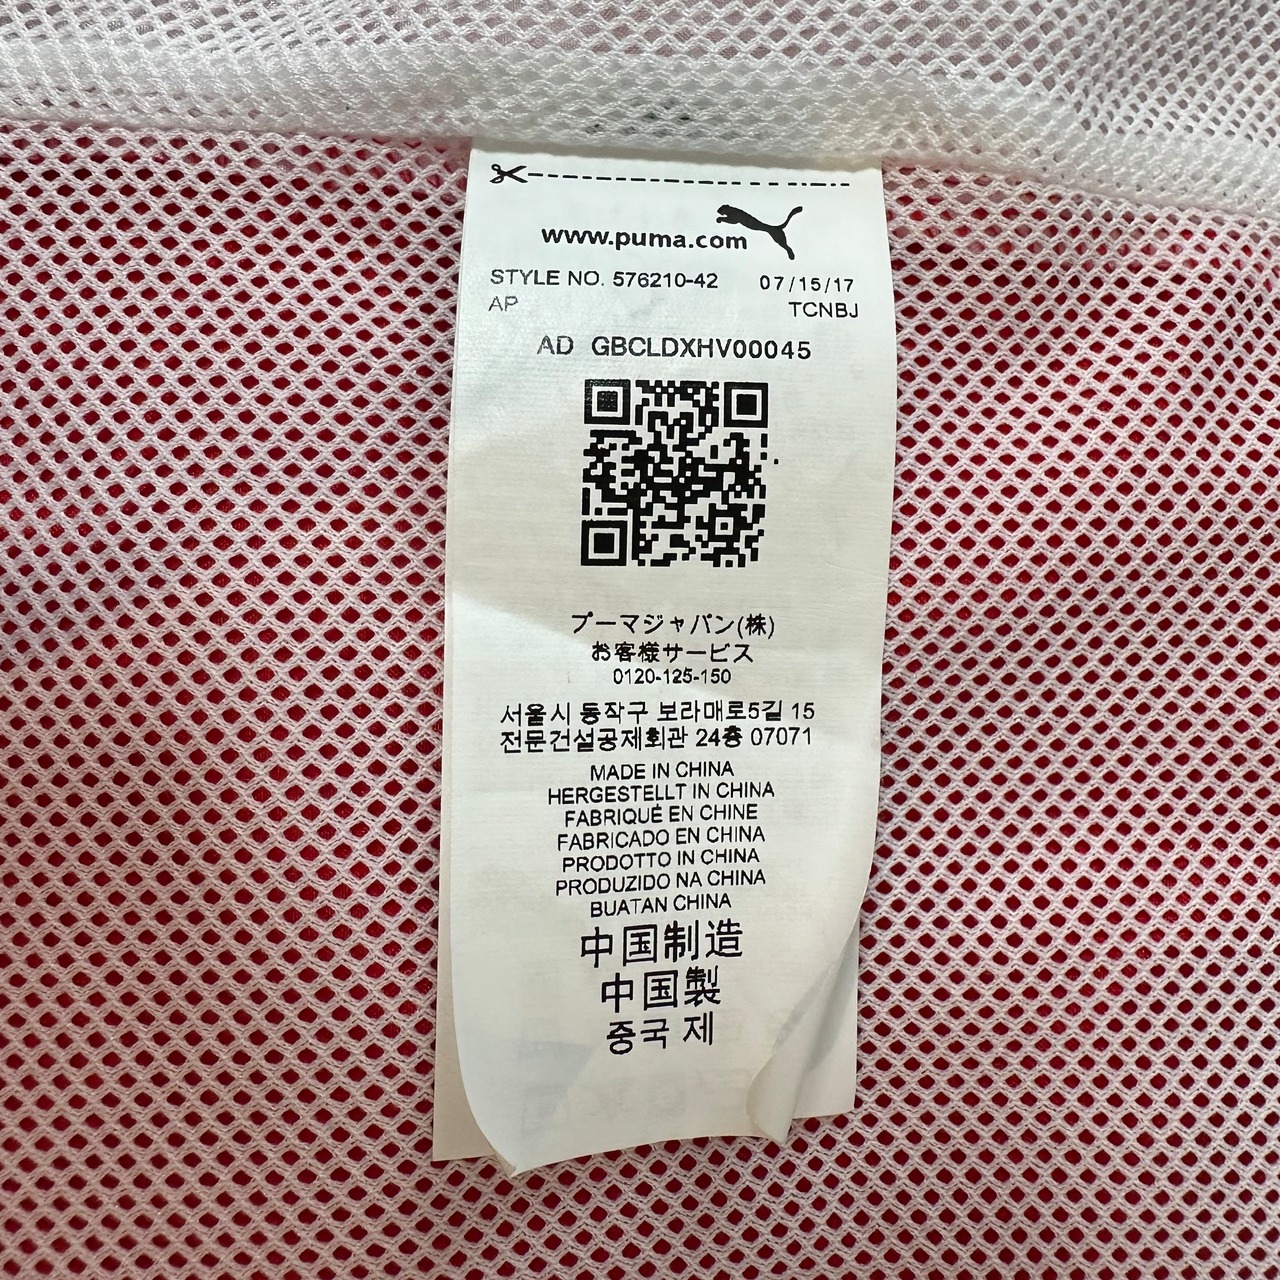 www.puma.com
STYLE NO. 576210-42 07/15/17
AP TCNBJ
AD GBCLDXHV00045
プーマジャパン(株)
お客様サービス
0120-125-150
서울시 동작구 보라매로5길 15
전문건설공제회관 24층 07071
MADE IN CHINA
HERGESTELLT IN CHINA
FABRIQUÉ EN CHINE
FABRICADO EN CHINA
PRODOTTO IN CHINA
PRODUZIDO NA CHINA
BUATAN CHINA
中国制造
中国製
중국 제